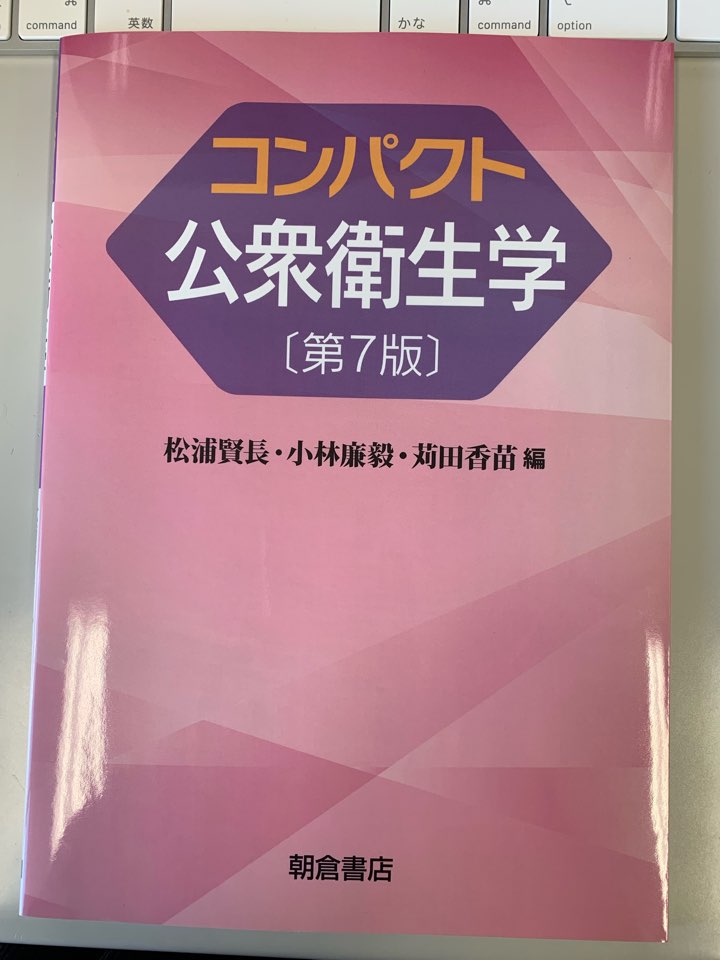 command
英数
かな
command
option
コンパクト
公衆衛生学
〔第7版〕
松浦賢長・小林廉毅・苅田香苗 編
朝倉書店